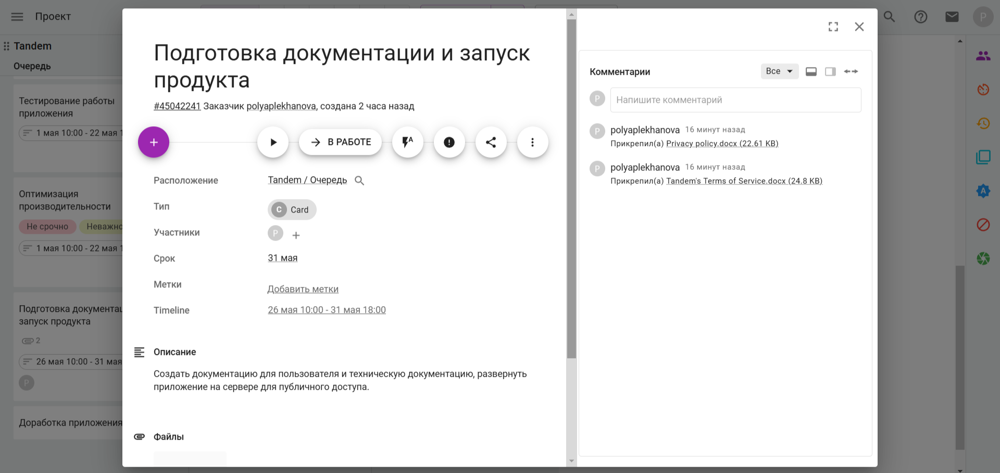 Проект
P
Tandem
Очередь
Тестирование работы
приложения
1 мая 10:00 - 22 мая 1
Оптимизация
производительности
Не срочно
Неважно
1 мая 10:00 - 22 мая 1
Подготовка документац
запуск продукта
2
26 мая 10:00 - 31 мая
P
Доработка приложения
Подготовка документации и запуск
продукта
#45042241 Заказчик polyaplekhanova, создана 2 часа назад
+
В РАБОТЕ
A
Расположение
Tandem / Очередь
Тип
C Card
Участники
P +
Срок
31 мая
Метки
Добавить метки
Timeline
26 мая 10:00 - 31 мая 18:00
Описание
Создать документацию для пользователя и техническую документацию, развернуть
приложение на сервере для публичного доступа.
Файлы
Комментарии
Все
P
Напишите комментарий
P
polyaplekhanova 16 минут назад
Прикрепил(а) Privacy policy.docx (22.61 KB)
P
polyaplekhanova 16 минут назад
Прикрепил(а) Tandem's Terms of Service.docx (24.8 KB)
A